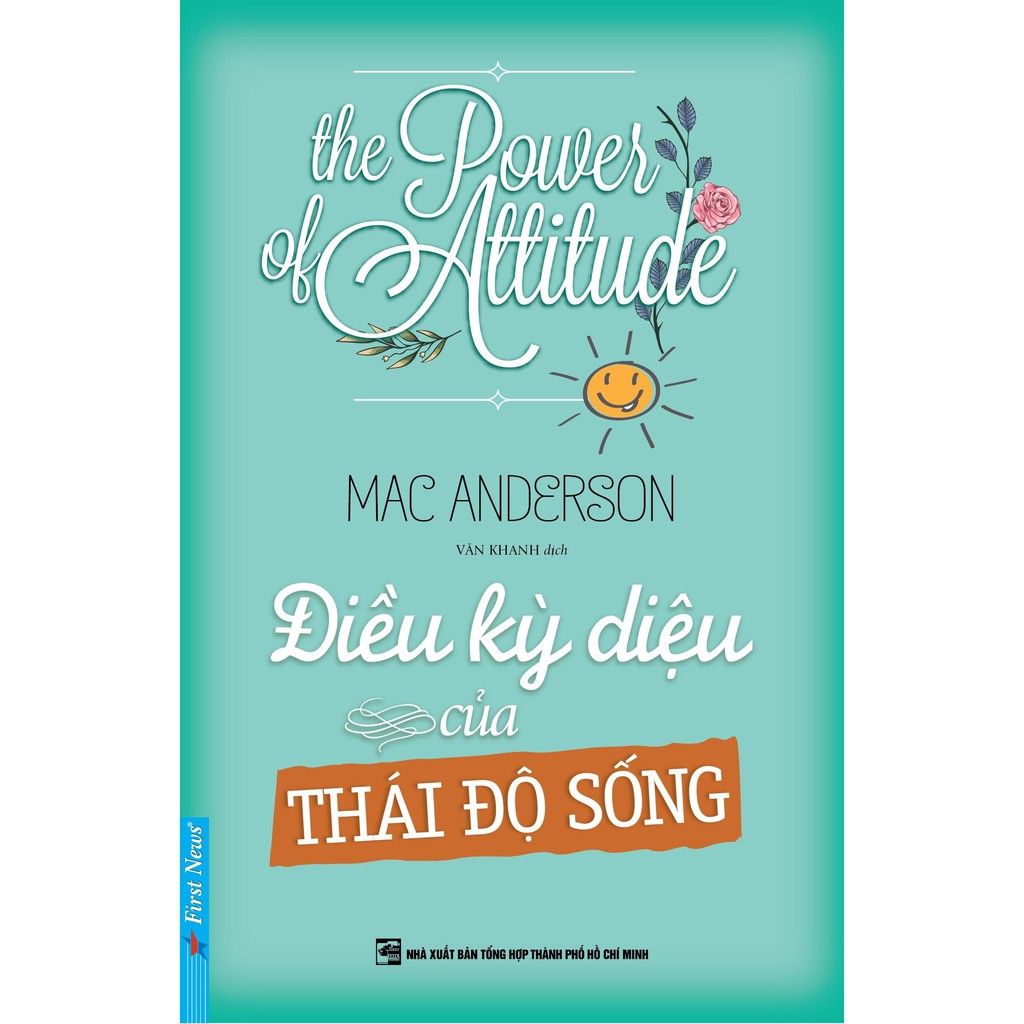 the Power
of Attitude
MAC ANDERSON
VĂN KHANH dịch
Điều kỳ diệu
của
THÁI ĐỘ SỐNG
First News®
NHÀ XUẤT BẢN TỔNG HỢP THÀNH PHỐ HỒ CHÍ MINH